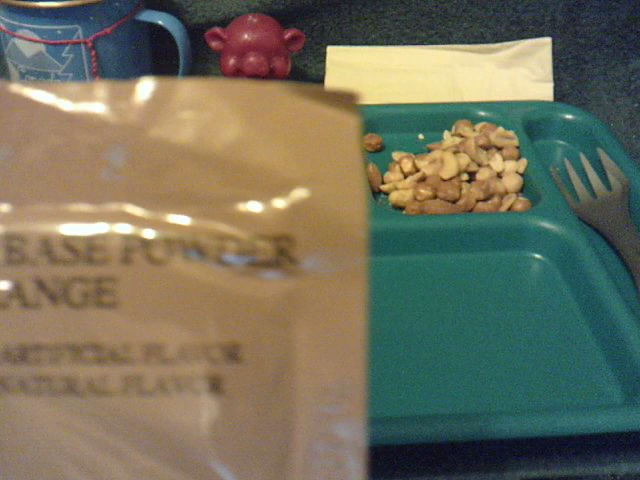 BASE POWDER
ANGE
ARTIFICIAL FLAVOR
NATURAL FLAVOR